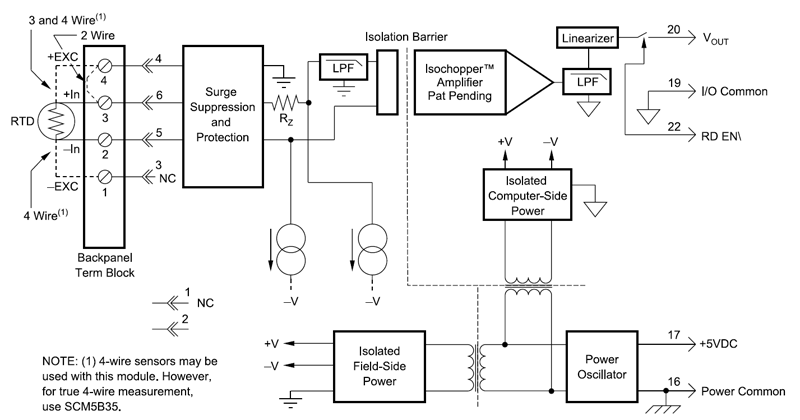 3 and 4 Wire(1)
2 Wire
+EXC
+In
RTD
–In
–EXC
4 Wire(1)
4
3
2
1
Backpanel
Term Block
4
6
5
3
NC
1
NC
2
Surge
Suppression
and
Protection
RZ
LPF
–V
–V
Isolation Barrier
Isochopper™
Amplifier
Pat Pending
Linearizer
LPF
20
VOUT
19
I/O Common
22
RD EN\
+V
–V
Isolated
Computer-Side
Power
+V
–V
Isolated
Field-Side
Power
Power
Oscillator
17
+5VDC
16
Power Common
NOTE: (1) 4-wire sensors may be
used with this module. However,
for true 4-wire measurement,
use SCM5B35.